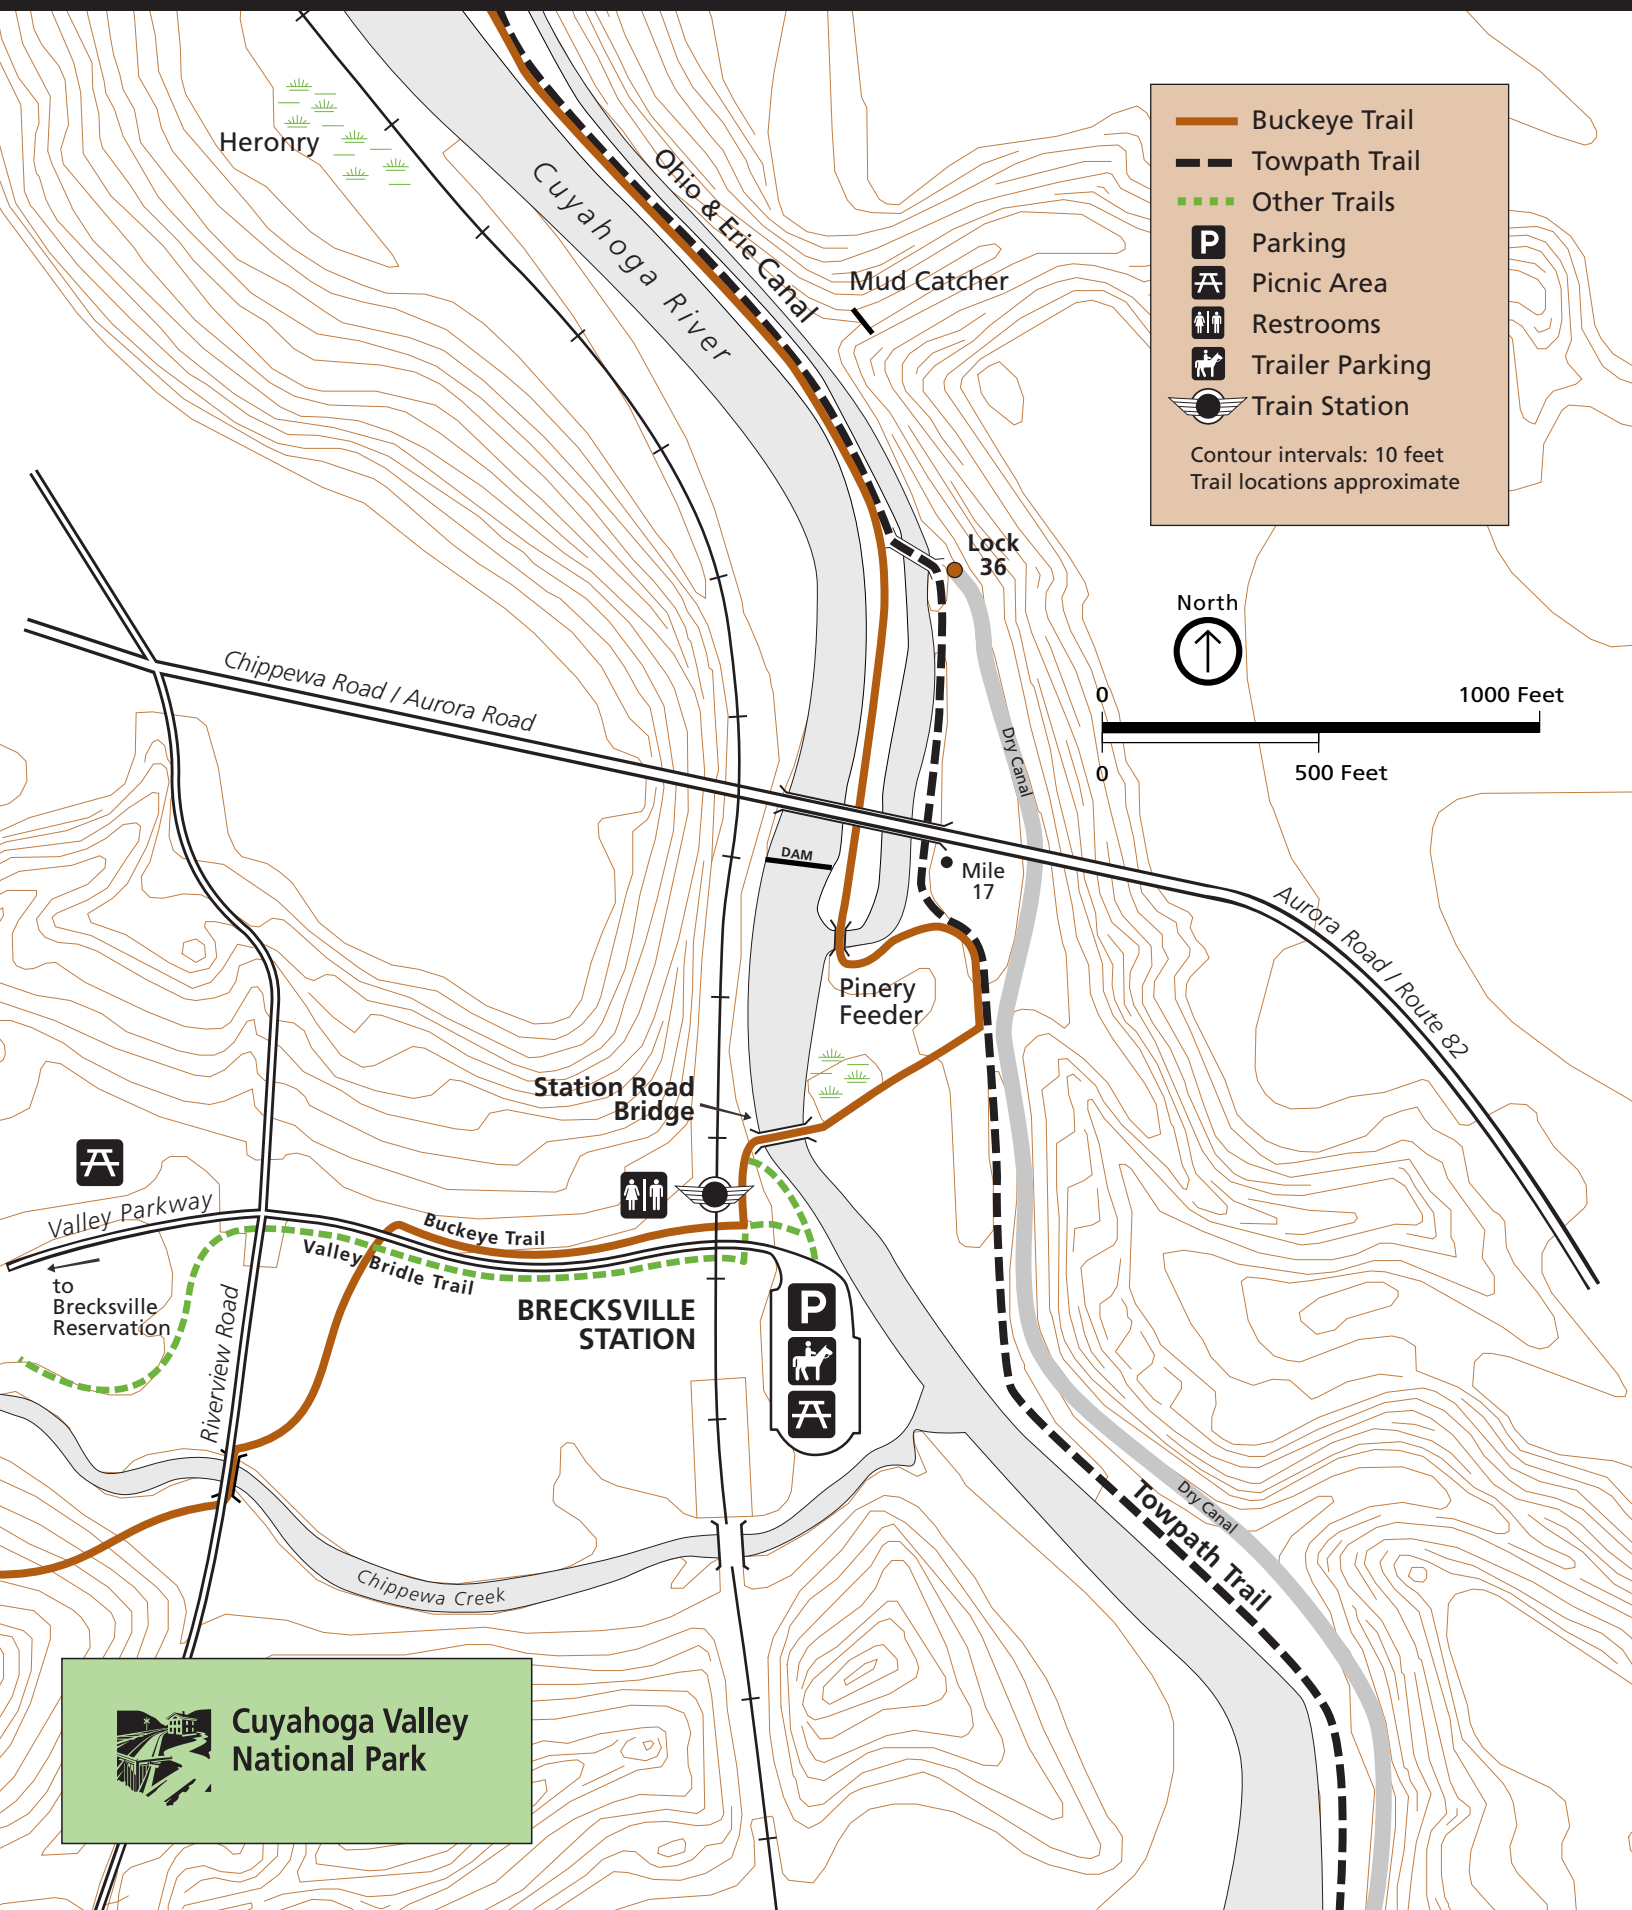 Heronry
Cuyahoga River
Ohio & Erie Canal
Mud Catcher
Buckeye Trail
Towpath Trail
Other Trails
P
Parking
Picnic Area
Restrooms
Trailer Parking
Train Station
Contour intervals: 10 feet
Trail locations approximate
Lock
36
North
0
1000 Feet
0
500 Feet
Chippewa Road / Aurora Road
Dry Canal
DAM
Mile
17
Aurora Road / Route 82
Pinery
Feeder
Station Road
Bridge
Valley Parkway
Buckeye Trail
Valley Bridle Trail
to
Brecksville
Reservation
Riverview Road
BRECKSVILLE
STATION
P
Chippewa Creek
Towpath Trail
Dry Canal
Cuyahoga Valley
National Park